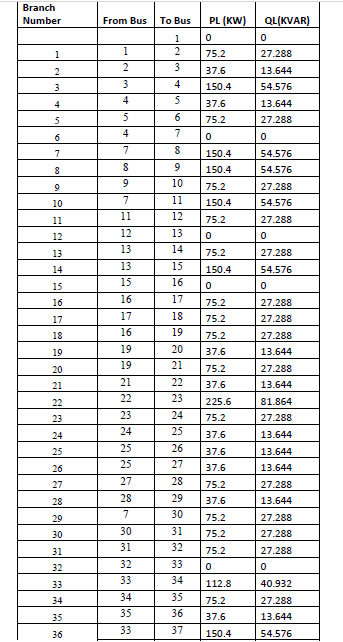 Branch Number From Bus To Bus PL (KW) QL(KVAR)
1 0 0
1 1 2 75.2 27.288
2 2 3 37.6 13.644
3 3 4 150.4 54.576
4 4 5 37.6 13.644
5 5 6 75.2 27.288
6 4 7 0 0
7 7 8 150.4 54.576
8 8 9 150.4 54.576
9 9 10 75.2 27.288
10 7 11 150.4 54.576
11 11 12 75.2 27.288
12 12 13 0 0
13 13 14 75.2 27.288
14 13 15 150.4 54.576
15 15 16 0 0
16 16 17 75.2 27.288
17 17 18 75.2 27.288
18 16 19 75.2 27.288
19 19 20 37.6 13.644
20 19 21 75.2 27.288
21 21 22 37.6 13.644
22 22 23 225.6 81.864
23 23 24 75.2 27.288
24 24 25 37.6 13.644
25 25 26 37.6 13.644
26 25 27 37.6 13.644
27 27 28 75.2 27.288
28 28 29 37.6 13.644
29 7 30 75.2 27.288
30 30 31 75.2 27.288
31 31 32 75.2 27.288
32 32 33 0 0
33 33 34 112.8 40.932
34 34 35 75.2 27.288
35 35 36 37.6 13.644
36 33 37 150.4 54.576